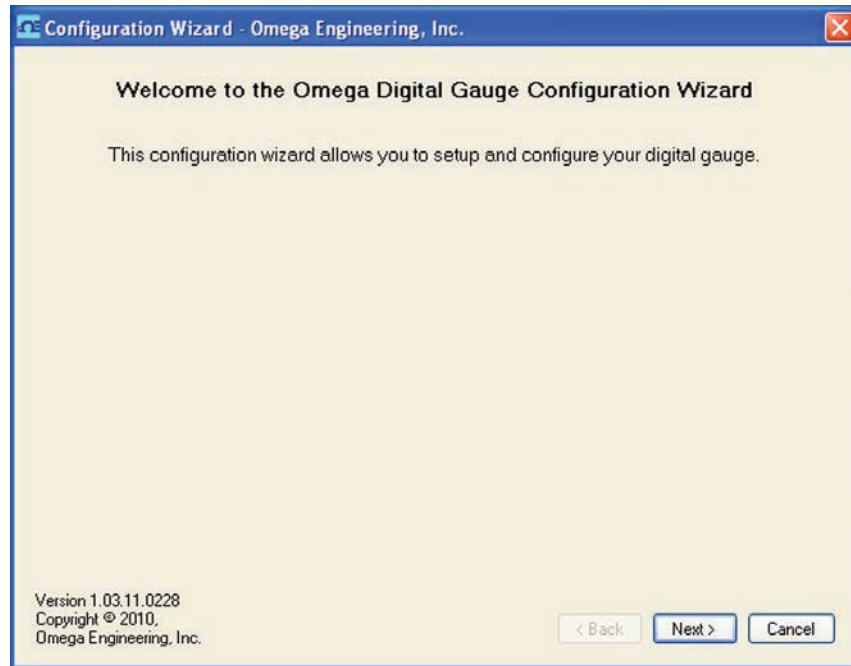 Configuration Wizard - Omega Engineering, Inc.
Welcome to the Omega Digital Gauge Configuration Wizard
This configuration wizard allows you to setup and configure your digital gauge.
Version 1.03.11.0228
Copyright © 2010,
Omega Engineering, Inc.
< Back Next > Cancel